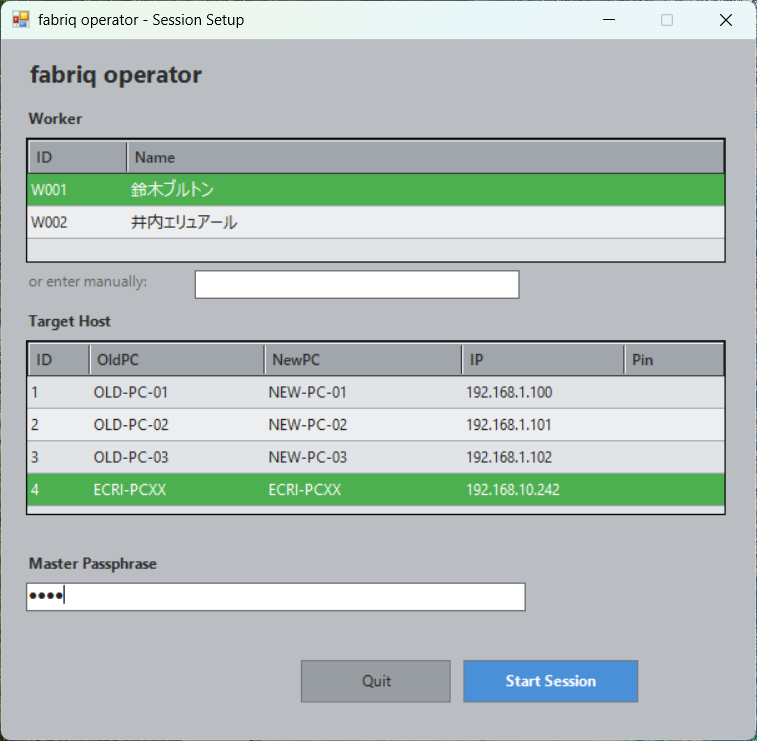 fabriq operator - Session Setup
fabriq operator
Worker
ID Name
W001 鈴木ブルトン
W002 井内エリュアール
or enter manually:
Target Host
ID OldPC NewPC IP Pin
1 OLD-PC-01 NEW-PC-01 192.168.1.100
2 OLD-PC-02 NEW-PC-02 192.168.1.101
3 OLD-PC-03 NEW-PC-03 192.168.1.102
4 ECRI-PCXX ECRI-PCXX 192.168.10.242
Master Passphrase
••••
Quit Start Session